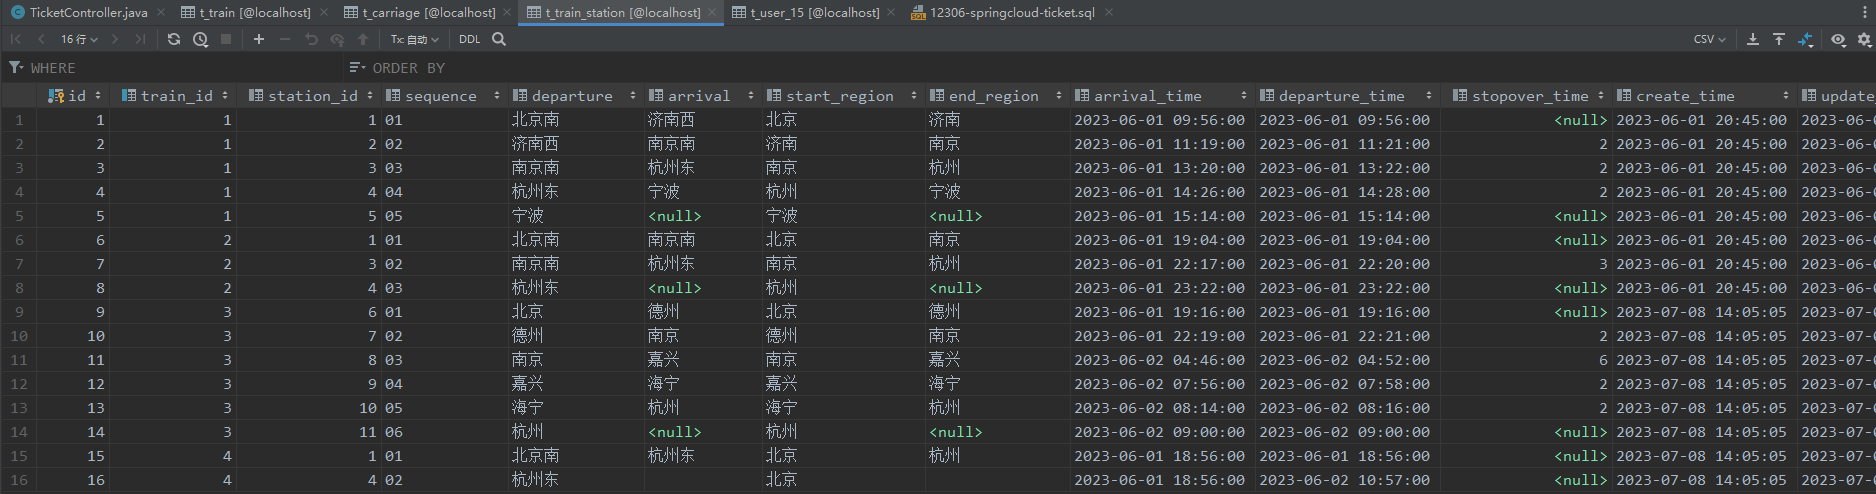 TicketController.java t_train [@localhost] t_carriage [@localhost] t_train_station [@localhost] t_user_15 [@localhost] 12306-springcloud-ticket.sql
16 行 Tx: 自动 DDL CSV
WHERE ORDER BY
id train_id station_id sequence departure arrival start_region end_region arrival_time departure_time stopover_time create_time update_
1 1 1 1 01 北京南 济南西 北京 济南 2023-06-01 09:56:00 2023-06-01 09:56:00 <null> 2023-06-01 20:45:00 2023-0
2 2 1 2 02 济南西 南京南 济南 南京 2023-06-01 11:19:00 2023-06-01 11:21:00 2 2023-06-01 20:45:00 2023-0
3 3 1 3 03 南京南 杭州东 南京 杭州 2023-06-01 13:20:00 2023-06-01 13:22:00 2 2023-06-01 20:45:00 2023-0
4 4 1 4 04 杭州东 宁波 杭州 宁波 2023-06-01 14:26:00 2023-06-01 14:28:00 2 2023-06-01 20:45:00 2023-0
5 5 1 5 05 宁波 <null> 宁波 <null> 2023-06-01 15:14:00 2023-06-01 15:14:00 <null> 2023-06-01 20:45:00 2023-0
6 6 2 1 01 北京南 南京南 北京 南京 2023-06-01 19:04:00 2023-06-01 19:04:00 <null> 2023-06-01 20:45:00 2023-0
7 7 2 3 02 南京南 杭州东 南京 杭州 2023-06-01 22:17:00 2023-06-01 22:20:00 3 2023-06-01 20:45:00 2023-0
8 8 2 4 03 杭州东 <null> 杭州 <null> 2023-06-01 23:22:00 2023-06-01 23:22:00 <null> 2023-06-01 20:45:00 2023-0
9 9 3 6 01 北京 德州 北京 德州 2023-06-01 19:16:00 2023-06-01 19:16:00 <null> 2023-07-08 14:05:05 2023-07-
10 10 3 7 02 德州 南京 德州 南京 2023-06-01 22:19:00 2023-06-01 22:21:00 2 2023-07-08 14:05:05 2023-07-
11 11 3 8 03 南京 嘉兴 南京 嘉兴 2023-06-02 04:46:00 2023-06-02 04:52:00 6 2023-07-08 14:05:05 2023-07-
12 12 3 9 04 嘉兴 海宁 嘉兴 海宁 2023-06-02 07:56:00 2023-06-02 07:58:00 2 2023-07-08 14:05:05 2023-07-
13 13 3 10 05 海宁 杭州 海宁 杭州 2023-06-02 08:14:00 2023-06-02 08:16:00 2 2023-07-08 14:05:05 2023-07-
14 14 3 11 06 杭州 <null> 杭州 <null> 2023-06-02 09:00:00 2023-06-02 09:00:00 <null> 2023-07-08 14:05:05 2023-07-
15 15 4 1 01 北京南 杭州东 北京 杭州 2023-06-01 18:56:00 2023-06-01 18:56:00 <null> 2023-07-08 14:05:05 2023-07-
16 16 4 4 02 杭州东 北京 2023-06-01 18:56:00 2023-06-02 10:57:00 <null> 2023-07-08 14:05:05 2023-07-